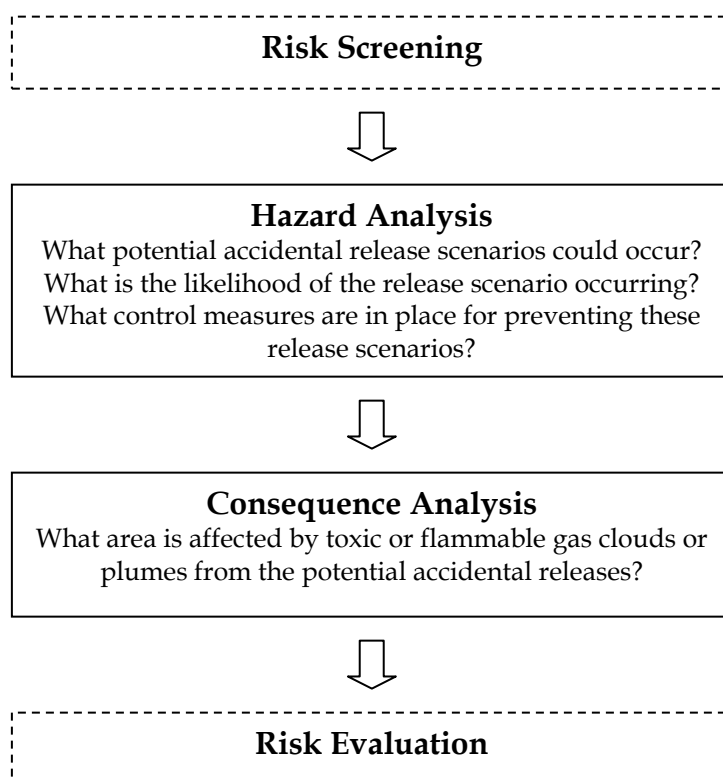 Risk Screening
Hazard Analysis
What potential accidental release scenarios could occur?
What is the likelihood of the release scenario occurring?
What control measures are in place for preventing these
release scenarios?
Consequence Analysis
What area is affected by toxic or flammable gas clouds or
plumes from the potential accidental releases?
Risk Evaluation